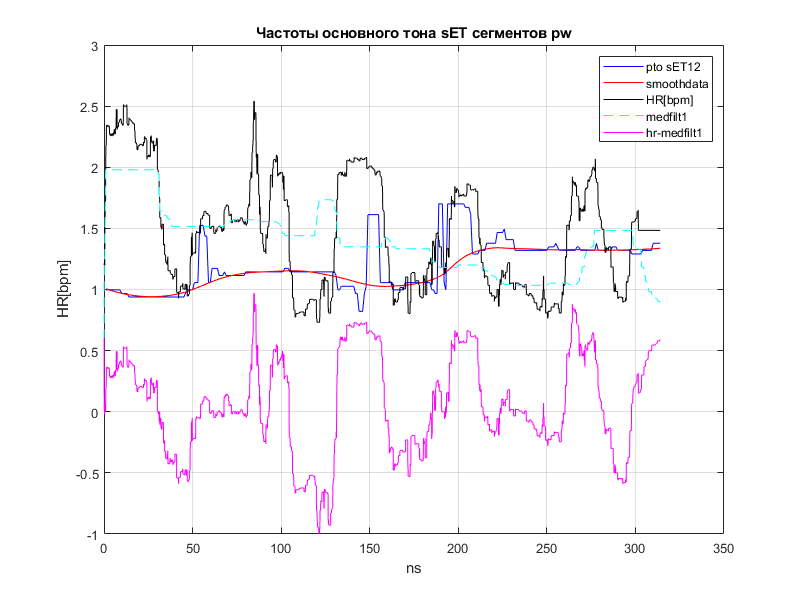 Частоты основного тона sET сегментов pw
3
2.5
2
1.5
1
0.5
0
-0.5
-1
HR[bpm]
pto sET12
smoothdata
HR[bpm]
medfilt1
hr-medfilt1
0
50
100
150
200
250
300
350
ns